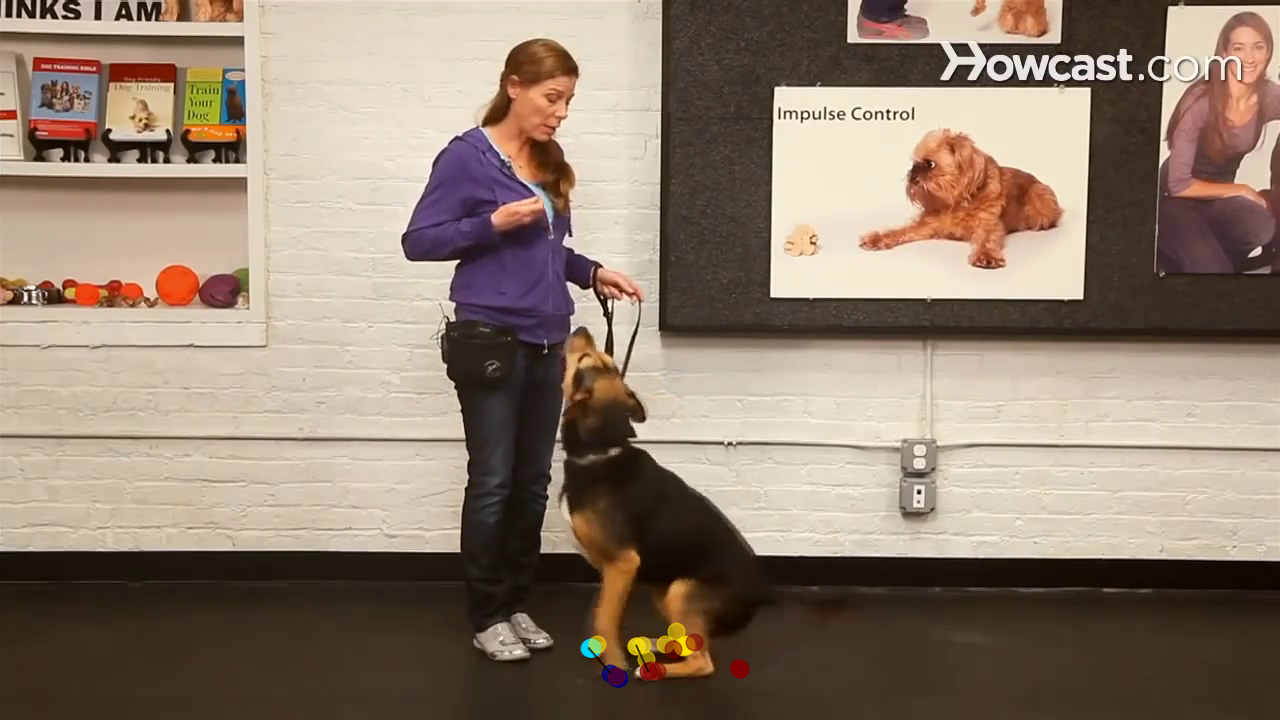 INKS I AM
DOG TRAINING BIBLE
Dog-Friendly
Dog Training
Train
Your
Dog
Howcast.com
Impulse Control